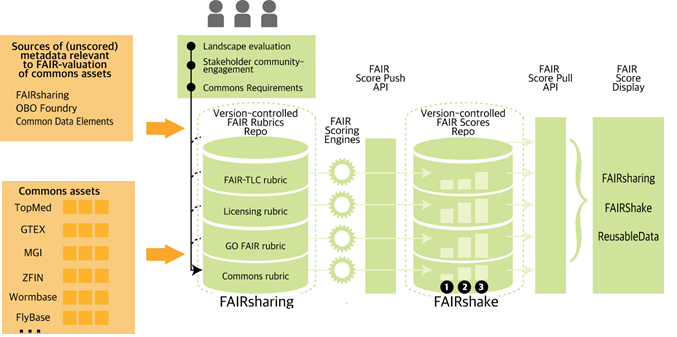 Sources of (unscored)
metadata relevant
to FAIR-valuation
of commons assets
FAIRsharing
OBO Foundry
Common Data Elements
Commons assets
TopMed
GTEX
MGI
ZFIN
Wormbase
FlyBase
...
Landscape evaluation
Stakeholder community-
engagement
Commons Requirements
Version-controlled
FAIR Rubrics
Repo
FAIR-TLC rubric
Licensing rubric
GO FAIR rubric
Commons rubric
FAIRsharing
FAIR
Scoring
Engines
FAIR
Score Push
API
Version-controlled
FAIR Scores
Repo
1 2 3
FAIRshake
FAIR
Score Pull
API
FAIR
Score
Display
FAIRsharing
FAIRShake
ReusableData